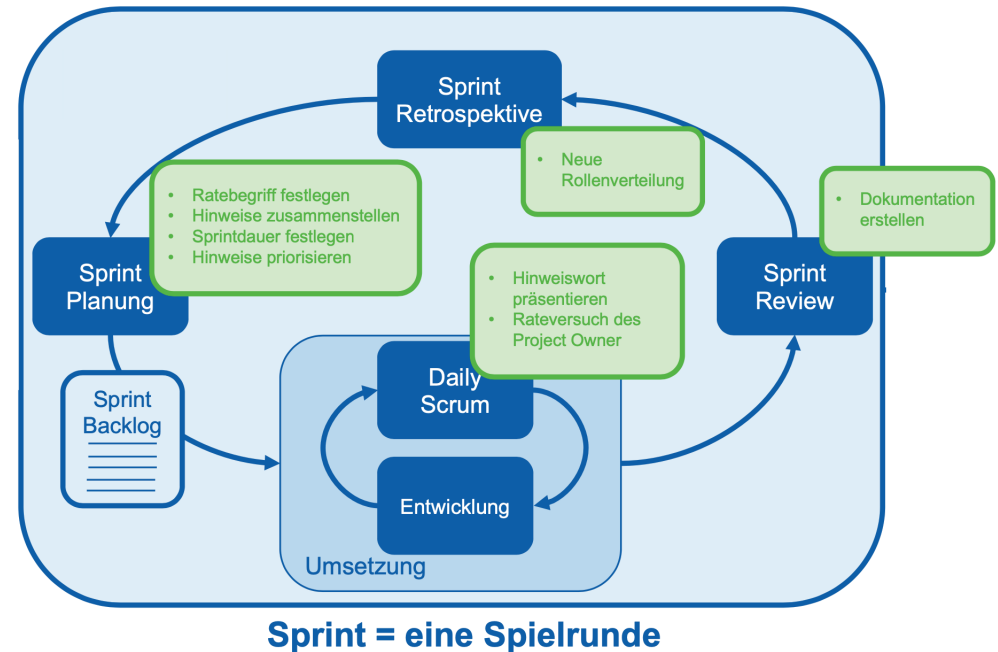 Sprint
Retrospektive
• Neue
Rollenverteilung
• Ratebegriff festlegen
• Hinweise zusammenstellen
• Sprintdauer festlegen
• Hinweise priorisieren
• Dokumentation
erstellen
Sprint
Planung
• Hinweiswort
präsentieren
• Rateversuch des
Project Owner
Sprint
Review
Sprint
Backlog
Daily
Scrum
Entwicklung
Umsetzung
Sprint = eine Spielrunde